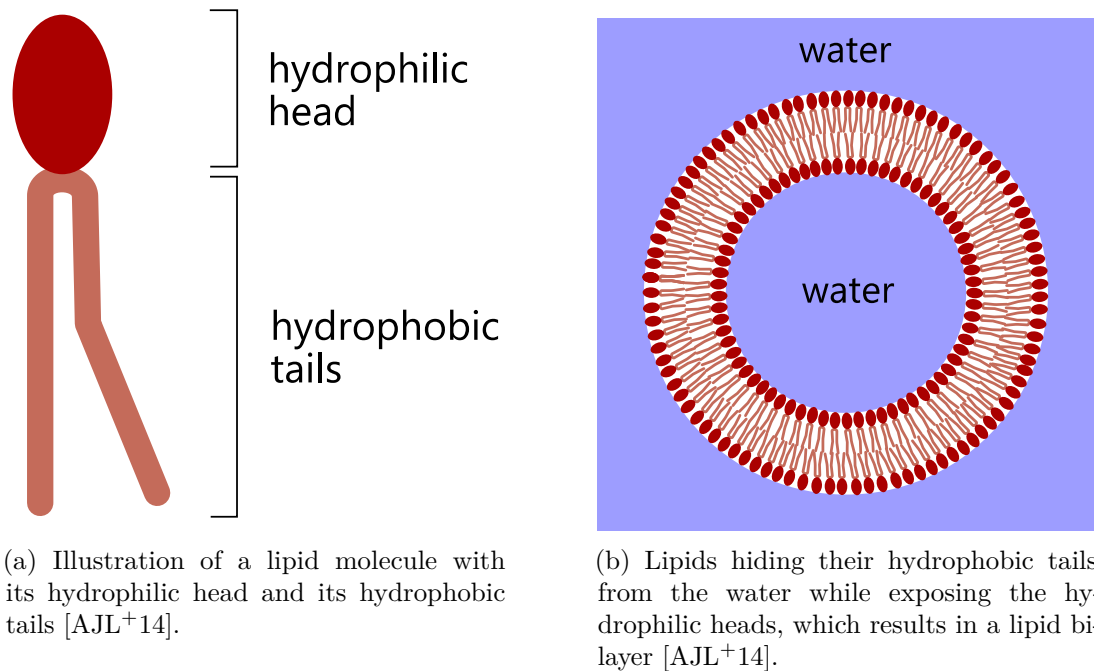 hydrophilic
head
hydrophobic
tails
(a) Illustration of a lipid molecule with
its hydrophilic head and its hydrophobic
tails [AJL+14].
water
water
(b) Lipids hiding their hydrophobic tails
from the water while exposing the hy-
drophilic heads, which results in a lipid bi-
layer [AJL+14].